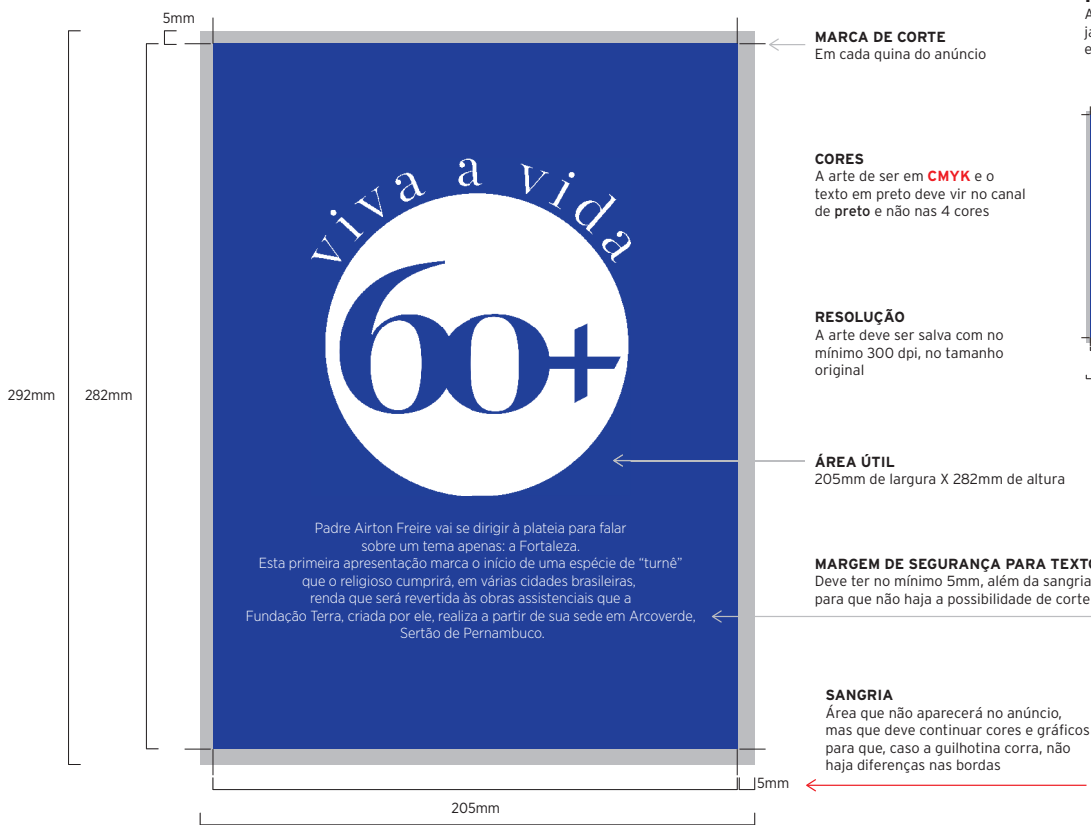 5mm
MARCA DE CORTE
Em cada quina do anúncio
CORES
A arte de ser em CMYK e o
texto em preto deve vir no canal
de preto e não nas 4 cores
viva a vida
60+
RESOLUÇÃO
A arte deve ser salva com no
mínimo 300 dpi, no tamanho
original
292mm
282mm
ÁREA ÚTIL
205mm de largura X 282mm de altura
Padre Airton Freire vai se dirigir à plateia para falar
sobre um tema apenas: a Fortaleza.
Esta primeira apresentação marca o início de uma espécie de “turnê”
que o religioso cumprirá, em várias cidades brasileiras,
renda que será revertida às obras assistenciais que a
Fundação Terra, criada por ele, realiza a partir de sua sede em Arcoverde,
Sertão de Pernambuco.
MARGEM DE SEGURANÇA PARA TEXTO
Deve ter no mínimo 5mm, além da sangria
para que não haja a possibilidade de corte
SANGRIA
Área que não aparecerá no anúncio,
mas que deve continuar cores e gráficos
para que, caso a guilhotina corra, não
haja diferenças nas bordas
5mm
205mm